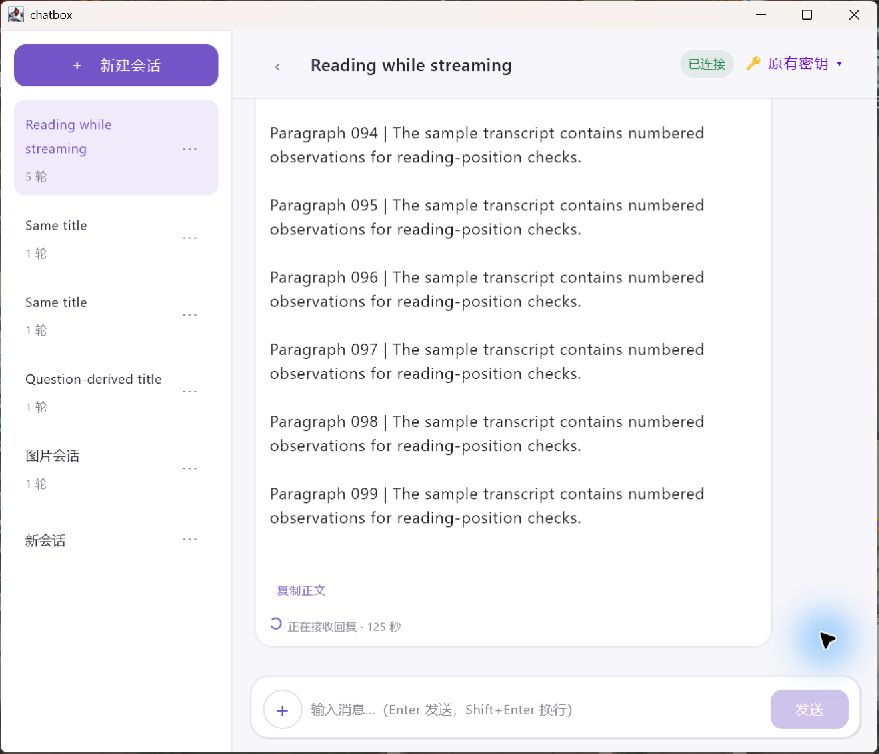 chatbox
+ 新建会话
Reading while
streaming
...
5 轮
Same title
...
1 轮
Same title
...
1 轮
Question-derived title
...
1 轮
图片会话
...
1 轮
新会话
...
‹ Reading while streaming 已连接 🔑 原有密钥 ▾
Paragraph 094 | The sample transcript contains numbered
observations for reading-position checks.
Paragraph 095 | The sample transcript contains numbered
observations for reading-position checks.
Paragraph 096 | The sample transcript contains numbered
observations for reading-position checks.
Paragraph 097 | The sample transcript contains numbered
observations for reading-position checks.
Paragraph 098 | The sample transcript contains numbered
observations for reading-position checks.
Paragraph 099 | The sample transcript contains numbered
observations for reading-position checks.
复制正文
正在接收回复 · 125 秒
+ 输入消息... (Enter 发送, Shift+Enter 换行) 发送